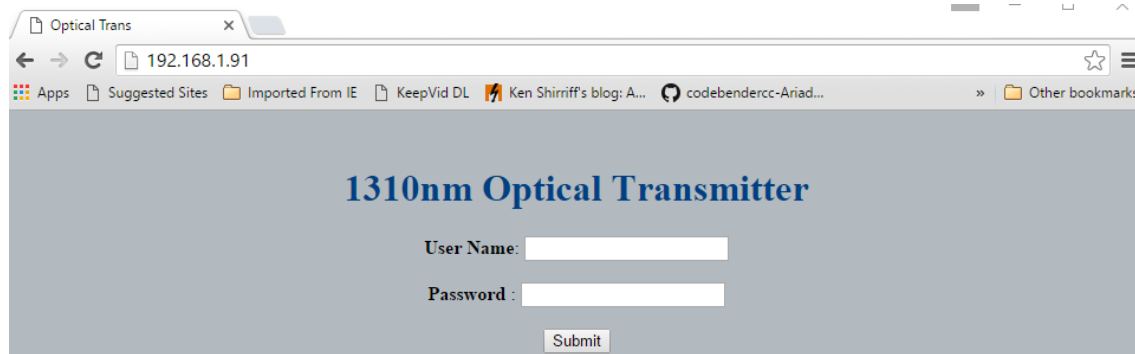 Optical Trans
192.168.1.91
Apps Suggested Sites Imported From IE KeepVid DL Ken Shirriff's blog: A... codebendercc-Ariad... » Other bookmarks
1310nm Optical Transmitter
User Name:
Password :
Submit